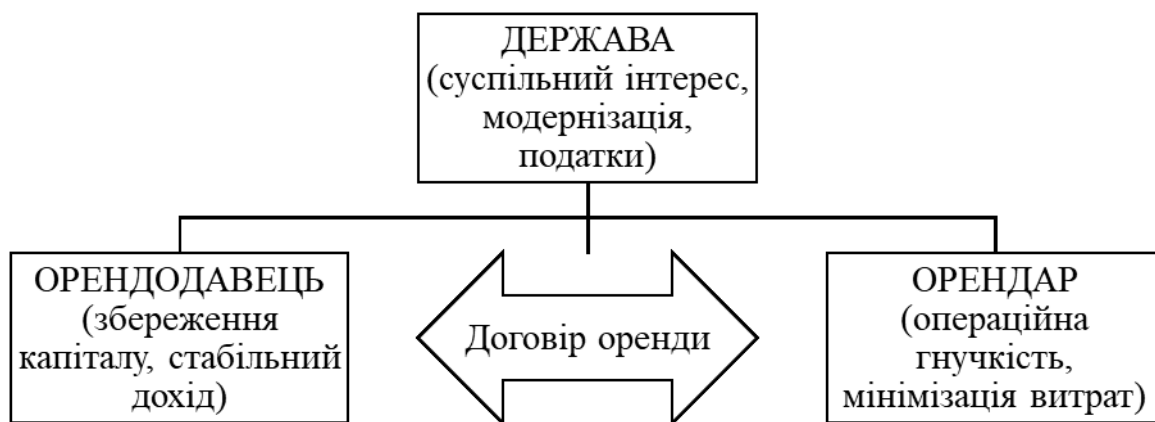 ДЕРЖАВА
(суспільний інтерес,
модернізація,
податки)
ОРЕНДОДАВЕЦЬ
(збереження
капіталу, стабільний
дохід)
Договір оренди
ОРЕНДАР
(операційна
гнучкість,
мінімізація витрат)